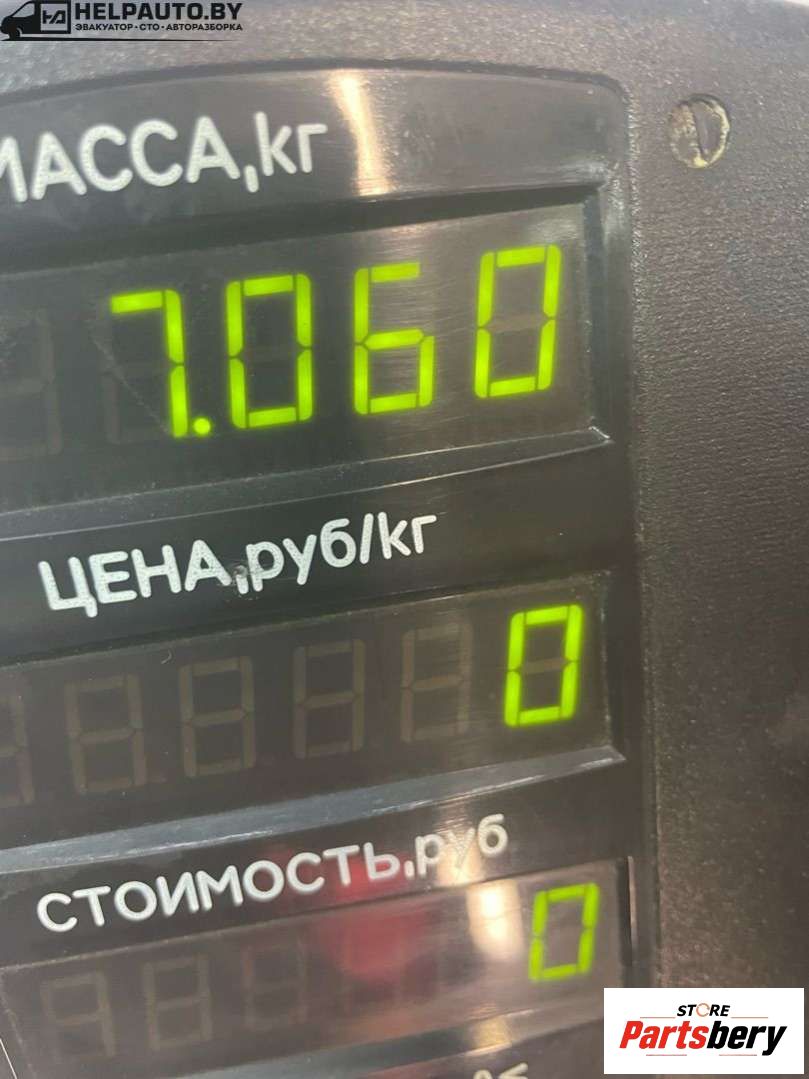 HELPAUTO.BY
ЭВАКУАТОР•СТО•АВТОРАЗБОРКА
МАССА,кг
7.060
ЦЕНА,руб/кг
0
СТОИМОСТЬ,руб
0
STORE
Partsbery